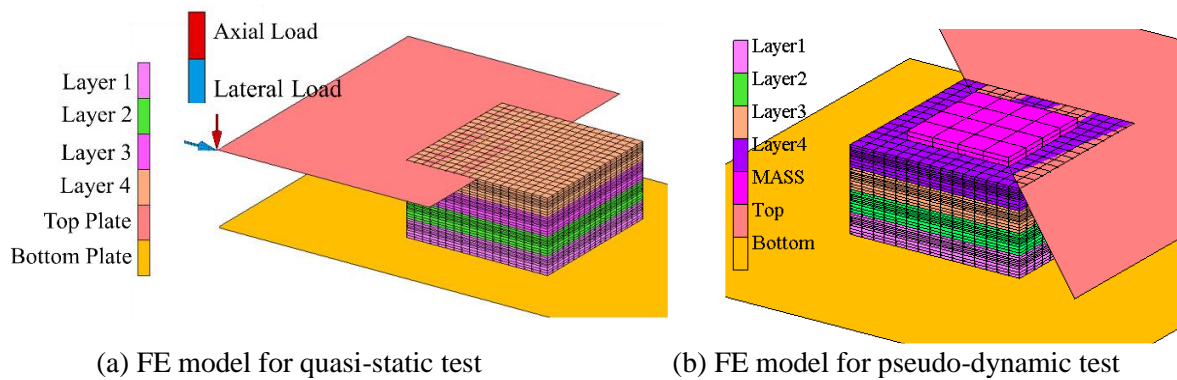 Axial Load
Lateral Load
Layer 1
Layer 2
Layer 3
Layer 4
Top Plate
Bottom Plate
(a) FE model for quasi-static test
Layer1
Layer2
Layer3
Layer4
MASS
Top
Bottom
(b) FE model for pseudo-dynamic test